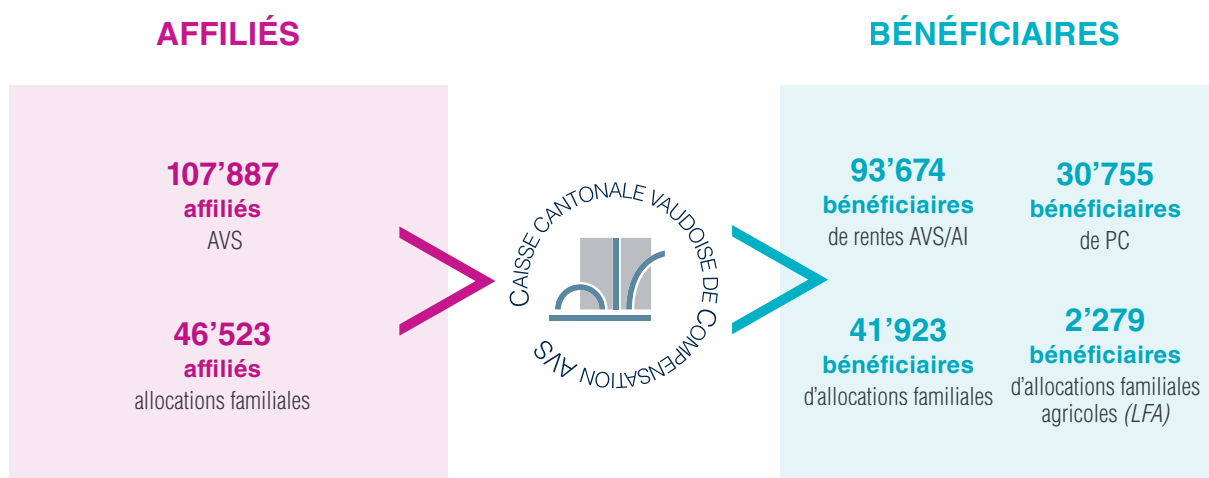 AFFILIÉS
107’887
affiliés
AVS
46’523
affiliés
allocations familiales
CAISSE CANTONALE VAUDOISE DE COMPENSATION AVS
BÉNÉFICIAIRES
93’674
bénéficiaires
de rentes AVS/AI
30’755
bénéficiaires
de PC
41’923
bénéficiaires
d’allocations familiales
2’279
bénéficiaires
d’allocations familiales
agricoles (LFA)